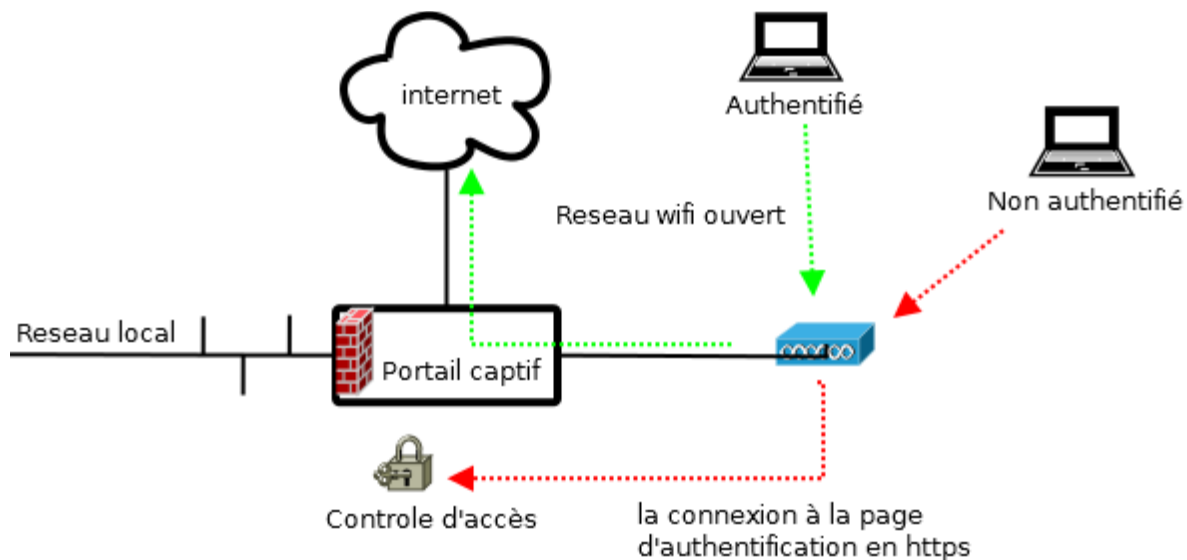 internet
Authentifié
Non authentifié
Reseau wifi ouvert
Reseau local
Portail captif
Controle d'accès
la connexion à la page
d'authentification en https